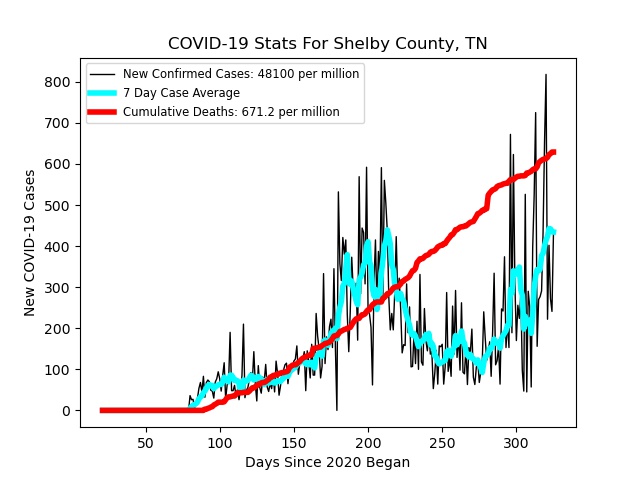 COVID-19 Stats For Shelby County, TN
New Confirmed Cases: 48100 per million
7 Day Case Average
Cumulative Deaths: 671.2 per million
800
700
600
500
400
300
200
100
0
New COVID-19 Cases
50 100 150 200 250 300
Days Since 2020 Began